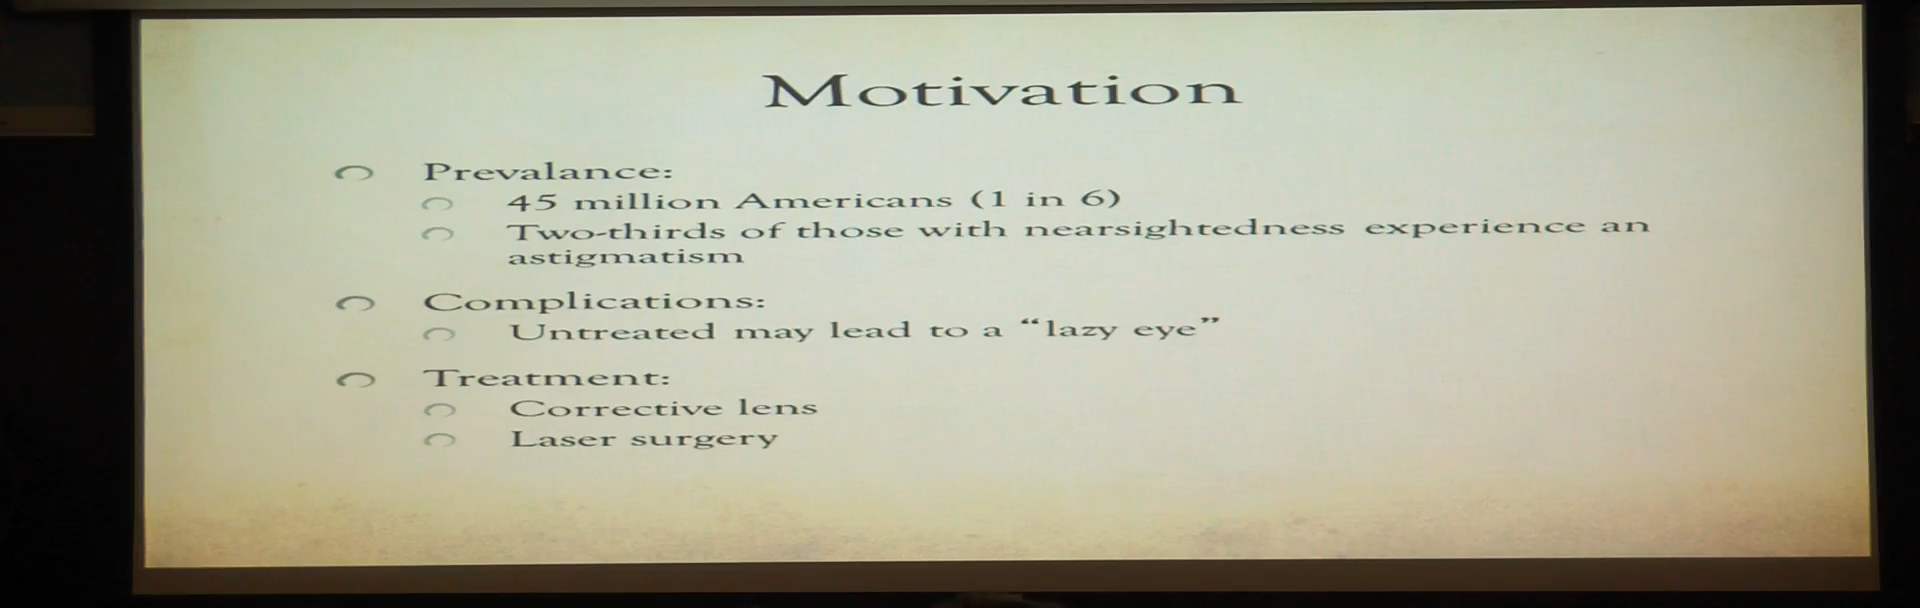 Motivation
Prevalance:
45 million Americans (1 in 6)
Two-thirds of those with nearsightedness experience an
astigmatism
Complications:
Untreated may lead to a “lazy eye”
Treatment:
Corrective lens
Laser surgery